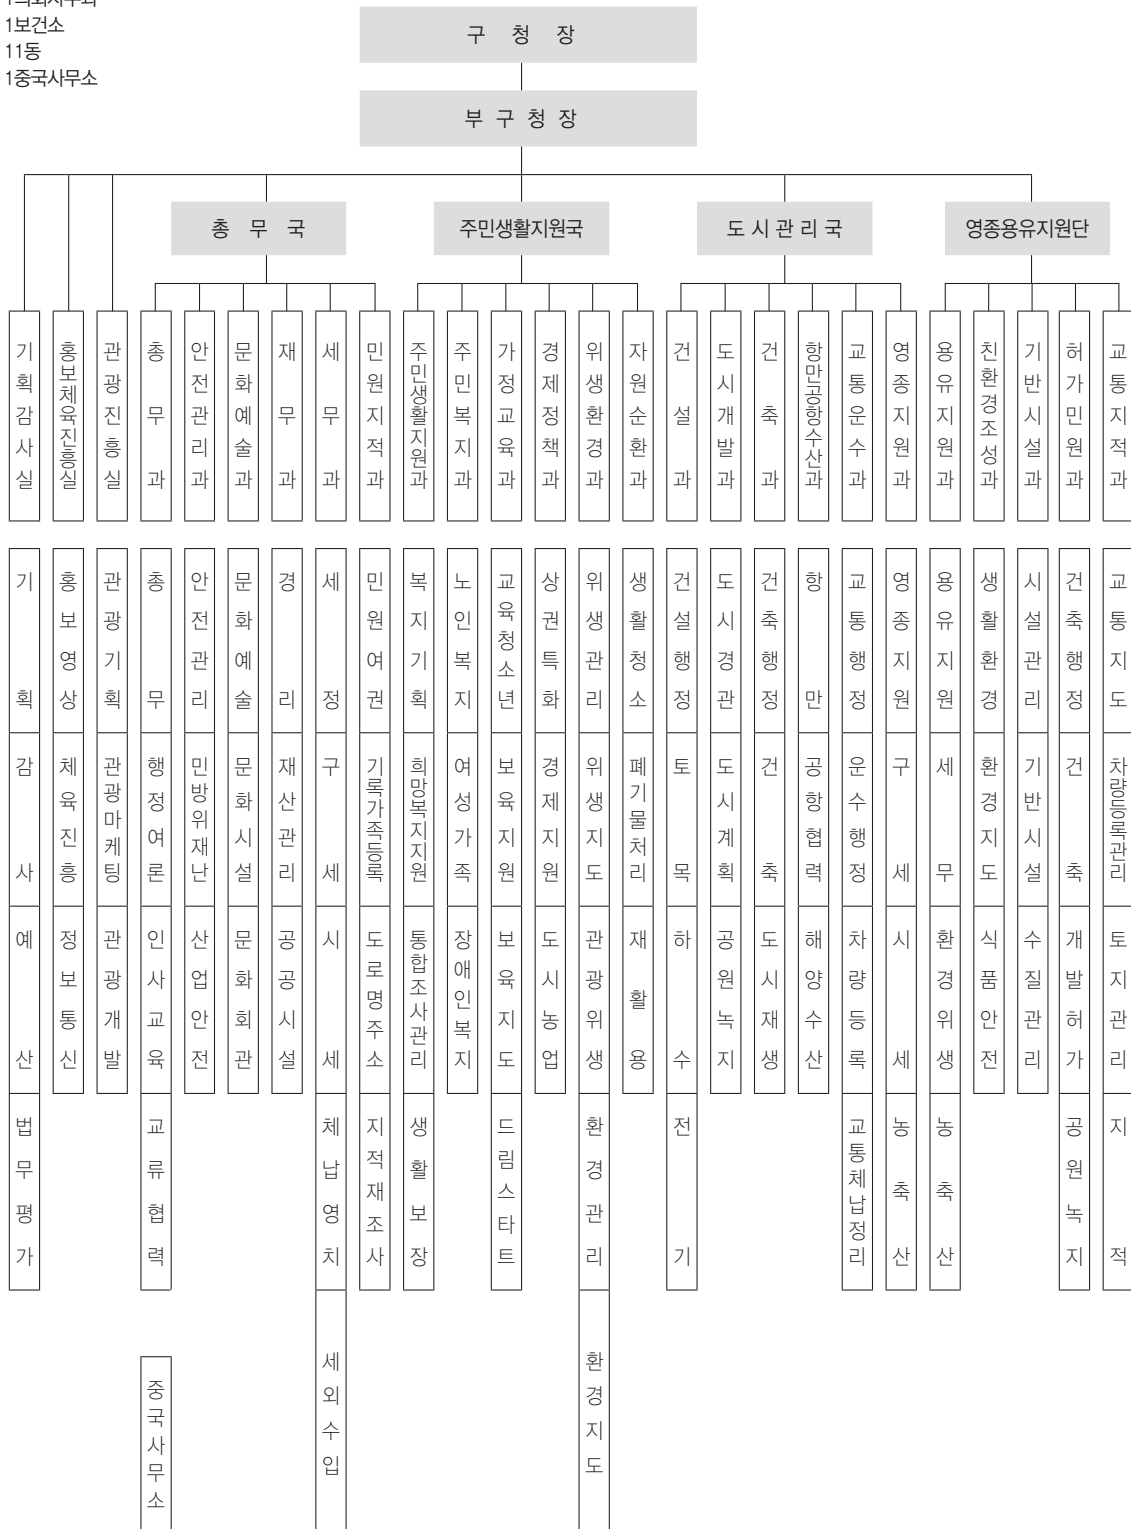 1보건소
11동
1중국사무소
구 청 장
부 구 청 장
총 무 국
주민생활지원국
도 시 관 리 국
영종용유지원단
기획감사실
홍보체육진흥실
관광진흥실
총무과
안전관리과
문화예술과
재무과
세무과
민원지적과
주민생활지원과
주민복지과
가정교육과
경제정책과
위생환경과
자원순환과
건설과
도시개발과
건축과
항만공항수산과
교통운수과
영종지원과
용유지원과
친환경조성과
기반시설과
허가민원과
교통지적과
기획
홍보영상
관광기획
총무
안전관리
문화예술
경리
세정
민원여권
복지기획
노인복지
교육청소년
상권특화
위생관리
생활청소
건설행정
도시경관
건축행정
항만
교통행정
영종지원
용유지원
생활환경
시설관리
건축행정
교통지도
감사
체육진흥
관광마케팅
행정여론
민방위재난
문화시설
재산관리
구세
기록가족등록
희망복지지원
여성가족
보육지원
경제지원
위생지도
폐기물처리
토목
도시계획
건축
공항협력
운수행정
구세
세무
환경지도
기반시설
건축
차량등록관리
예산
정보통신
관광개발
인사교육
산업안전
문화회관
공공시설
시세
도로명주소
통합조사관리
장애인복지
보육지도
도시농업
관광위생
재활용
하수
공원녹지
도시재생
해양수산
차량등록
시세
환경위생
식품안전
수질관리
개발허가
토지관리
법무평가
교류협력
체납영치
지적재조사
생활보장
드림스타트
환경관리
전기
교통체납정리
농축산
농축산
공원녹지
지적
중국사무소
세외수입
환경지도